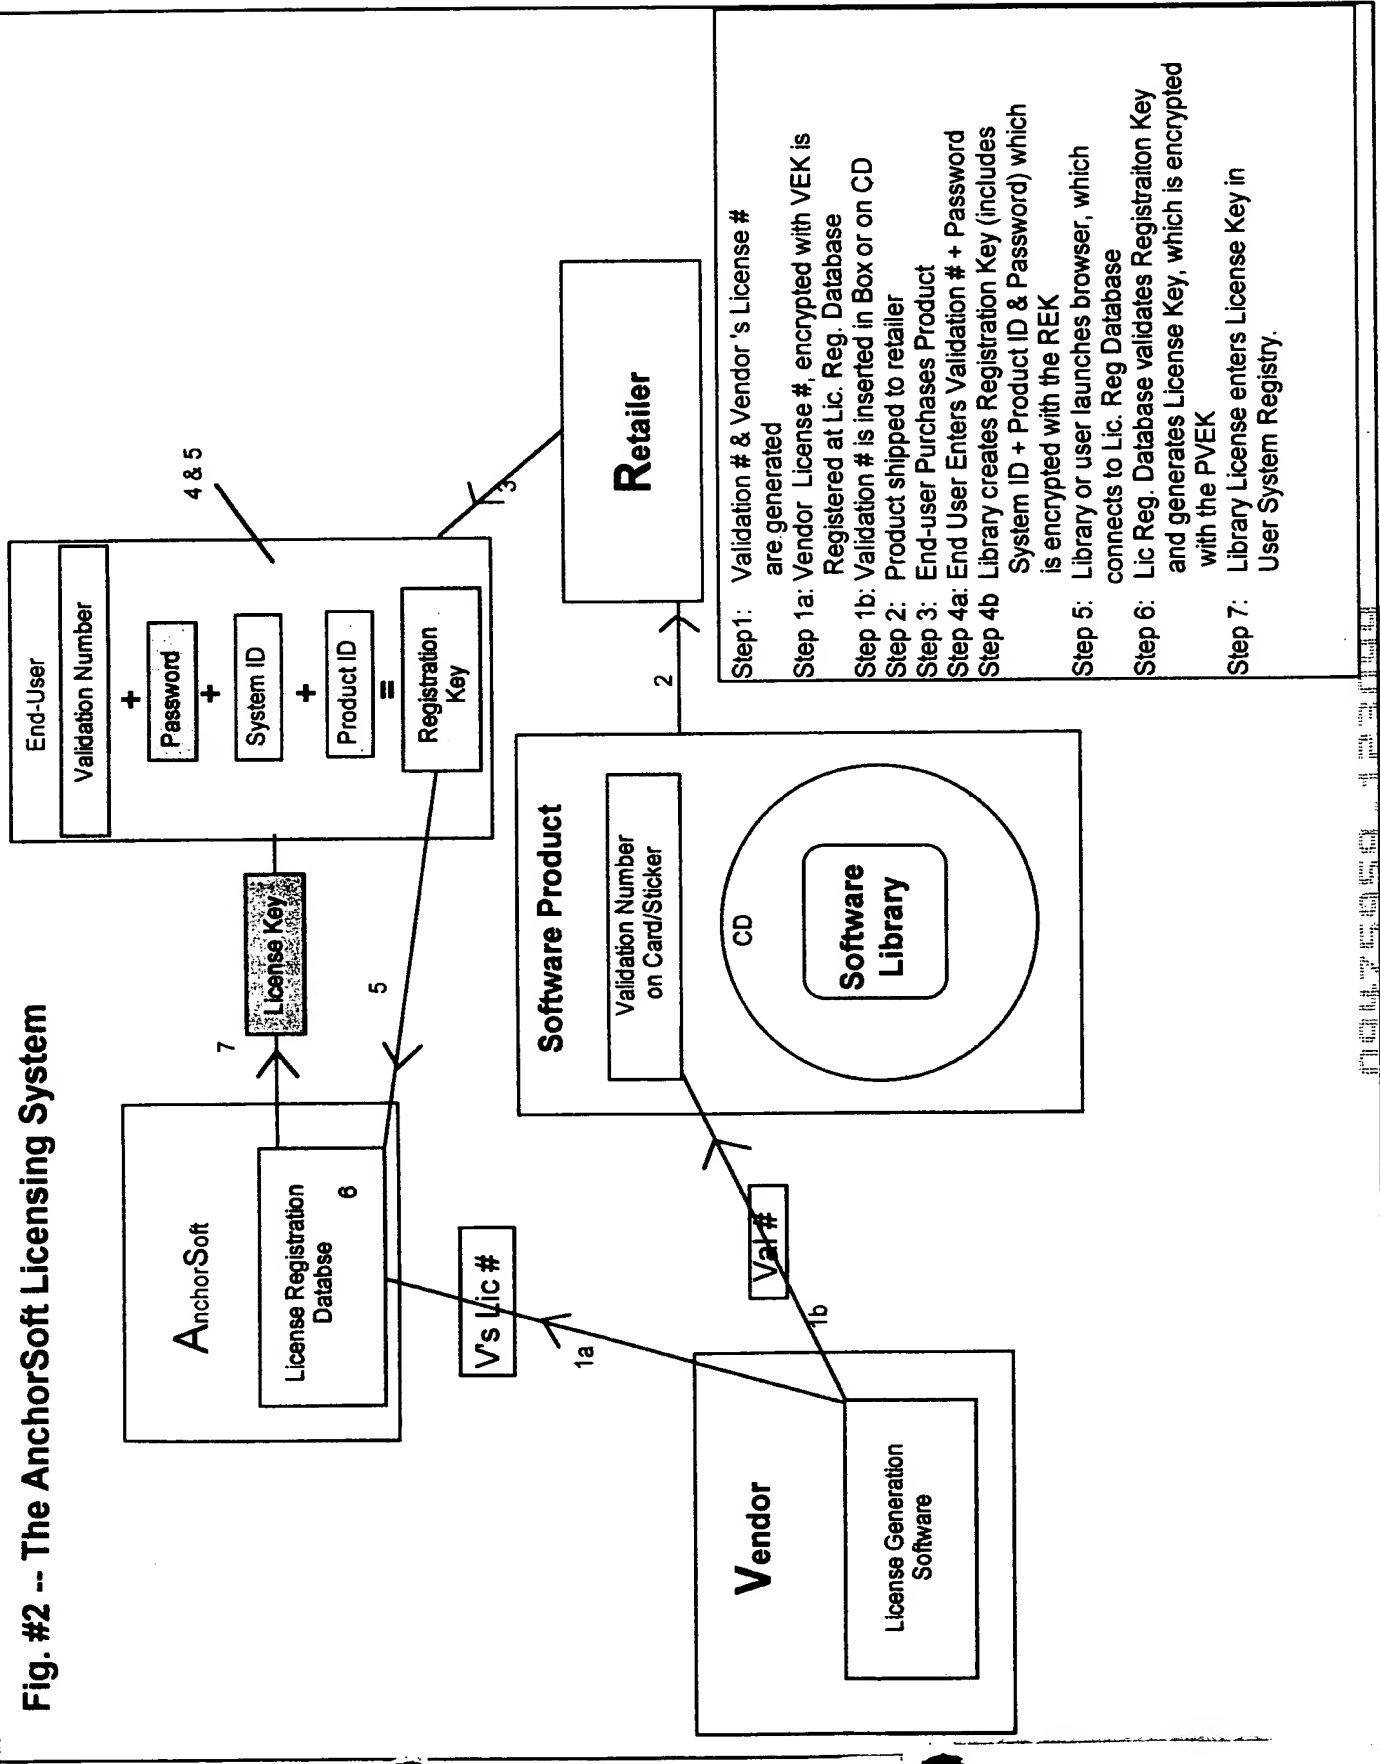 Fig. #2 -- The AnchorSoft Licensing System
AnchorSoft
License Registration
Databse
6
7
License Key
5
End-User
Validation Number
+
Password
+
System ID
+
Product ID
=
Registration
Key
4 & 5
V's Lic #
1a
Val #
1b
Vendor
License Generation
Software
Software Product
Validation Number
on Card/Sticker
CD
Software
Library
2
Retailer
3
Step1: Validation # & Vendor 's License #
are generated
Step 1a: Vendor License #, encrypted with VEK is
Registered at Lic. Reg. Database
Step 1b: Validation # is inserted in Box or on CD
Step 2: Product shipped to retailer
Step 3: End-user Purchases Product
Step 4a: End User Enters Validation # + Password
Step 4b Library creates Registration Key (includes
System ID + Product ID & Password) which
is encrypted with the REK
Step 5: Library or user launches browser, which
connects to Lic. Reg Database
Step 6: Lic Reg. Database validates Registraiton Key
and generates License Key, which is encrypted
with the PVEK
Step 7: Library License enters License Key in
User System Registry.